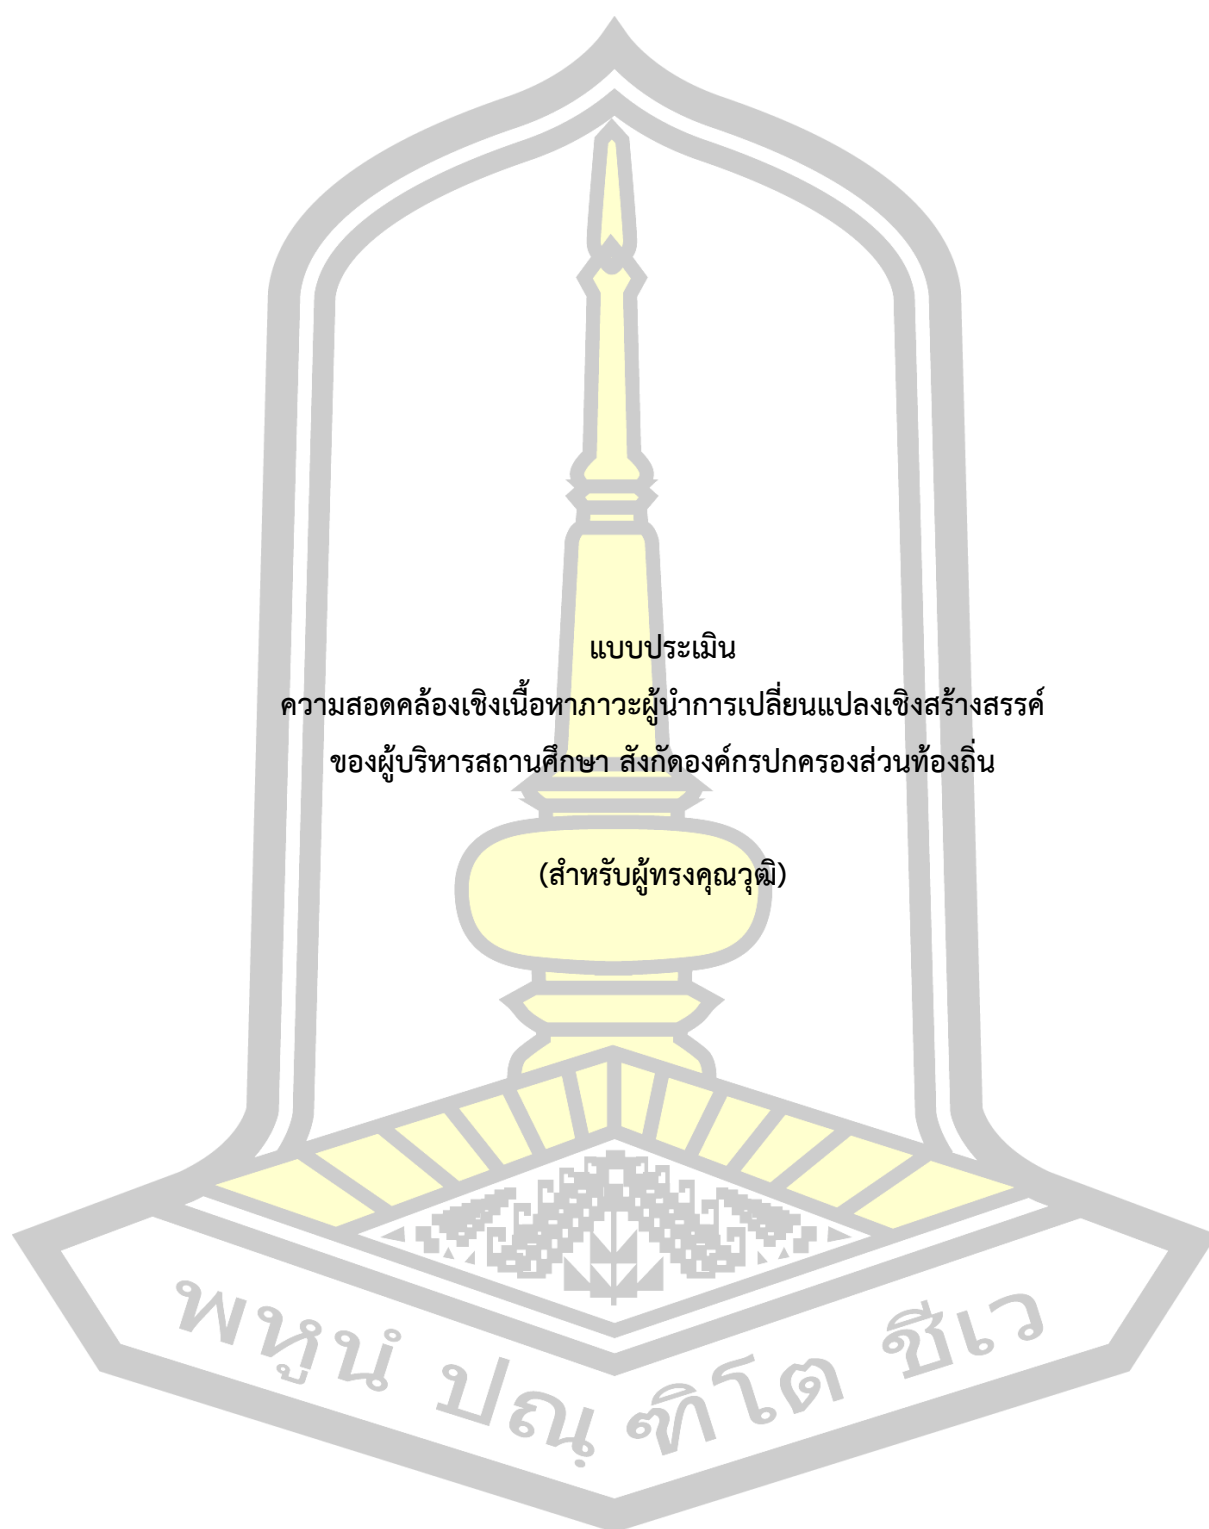 แบบประเมิน
ความสอดคล้องเชิงเนื้อหาภาวะผู้นำการเปลี่ยนแปลงเชิงสร้างสรรค์
ของผู้บริหารสถานศึกษา สังกัดองค์กรปกครองส่วนท้องถิ่น
(สำหรับผู้ทรงคุณวุฒิ)
พหูนํ ปณฺฑิโต ชีเว